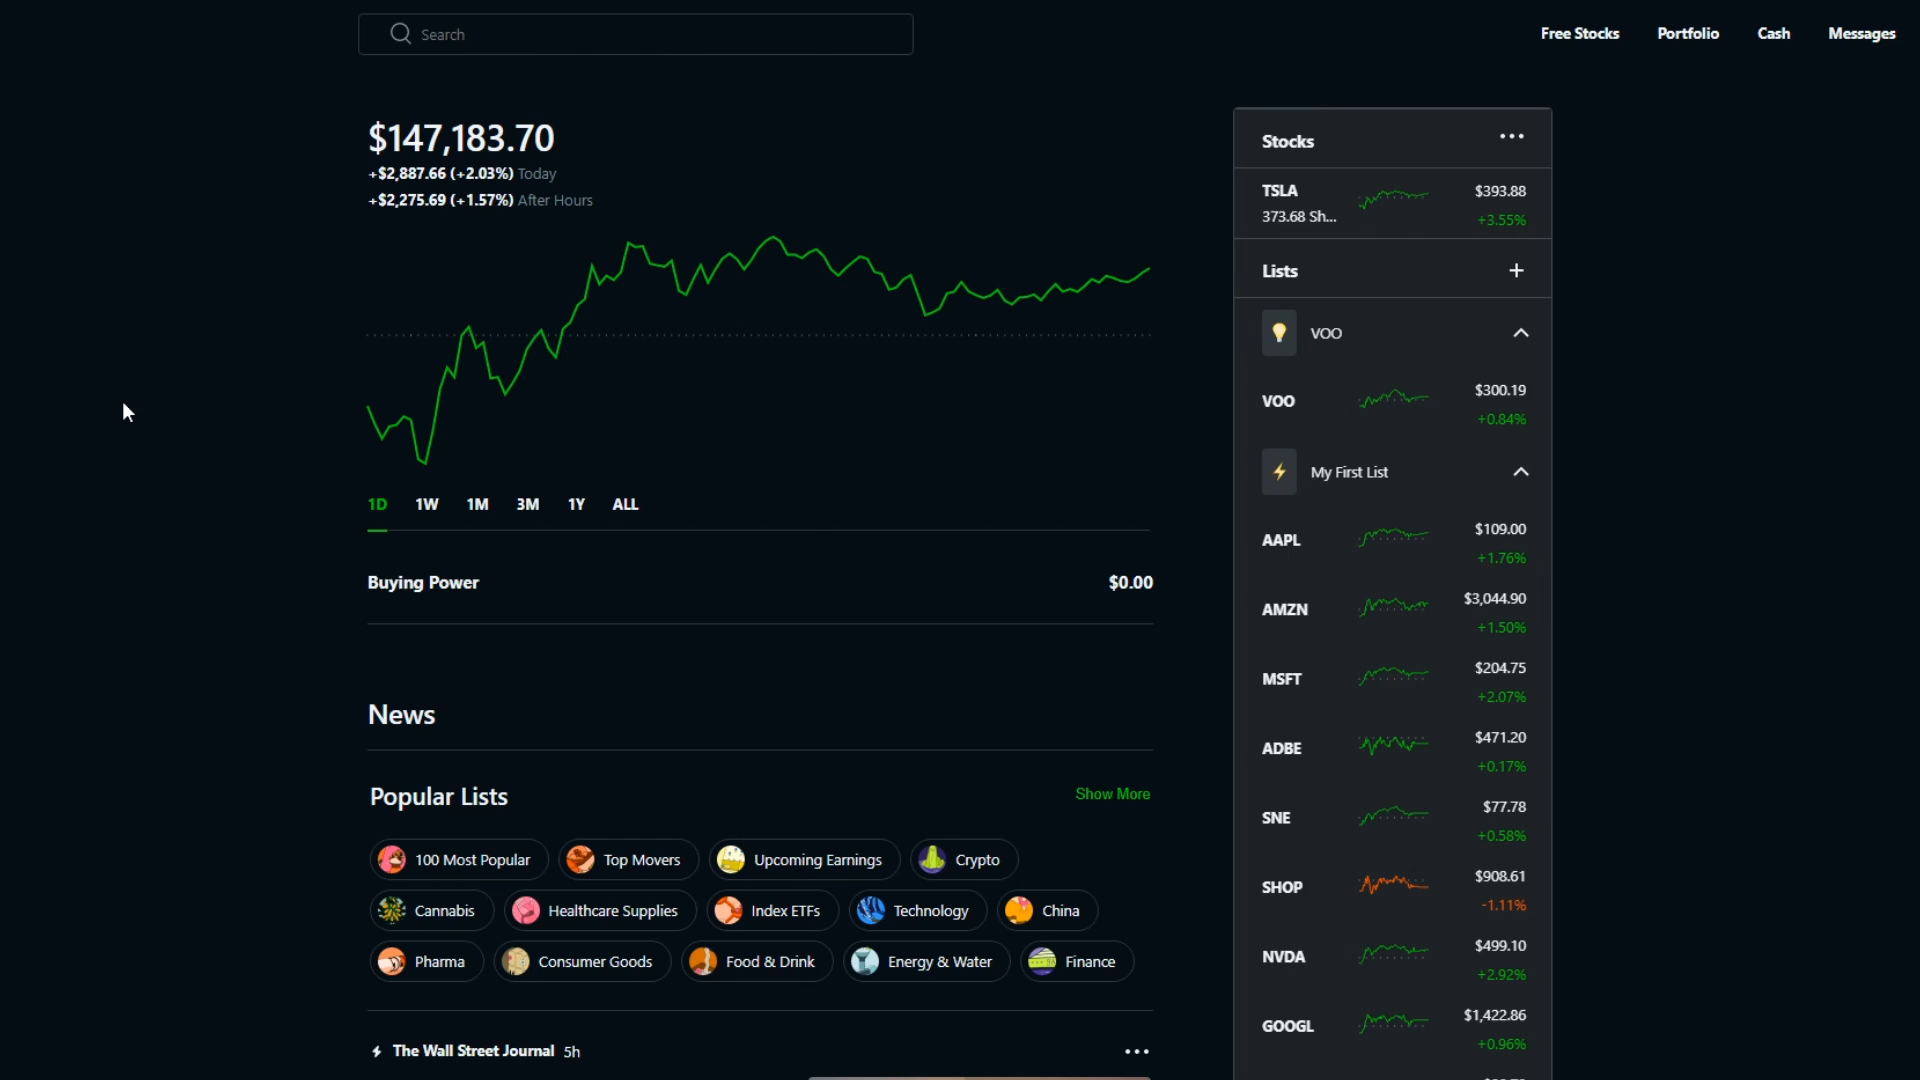 Search
Free Stocks
Portfolio
Cash
Messages
$147,183.70
+$2,887.66 (+2.03%) Today
+$2,275.69 (+1.57%) After Hours
1D 1W 1M 3M 1Y ALL
Buying Power $0.00
News
Popular Lists Show More
100 Most Popular Top Movers Upcoming Earnings Crypto
Cannabis Healthcare Supplies Index ETFs Technology China
Pharma Consumer Goods Food & Drink Energy & Water Finance
The Wall Street Journal 5h
Stocks
TSLA $393.88
373.68 Sh... +3.55%
Lists +
VOO
VOO $300.19
+0.84%
My First List
AAPL $109.00
+1.76%
AMZN $3,044.90
+1.50%
MSFT $204.75
+2.07%
ADBE $471.20
+0.17%
SNE $77.78
+0.58%
SHOP $908.61
-1.11%
NVDA $499.10
+2.92%
GOOGL $1,422.86
+0.96%